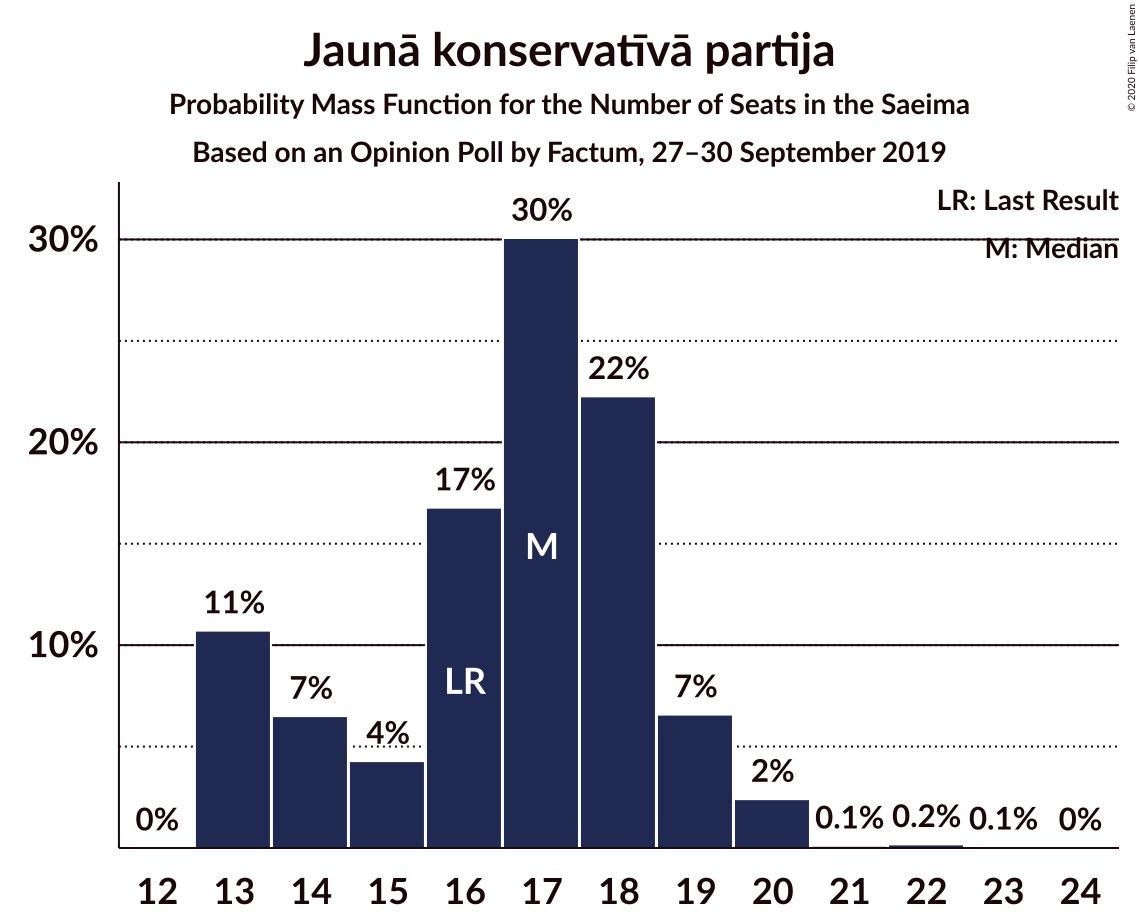 Jaunā konservatīvā partija
Probability Mass Function for the Number of Seats in the Saeima
Based on an Opinion Poll by Factum, 27–30 September 2019
© 2020 Filip van Laenen
LR: Last Result
M: Median
30%
20%
10%
0%
11%
7%
4%
17%
30%
22%
7%
2%
0.1%
0.2%
0.1%
0%
LR
M
12 13 14 15 16 17 18 19 20 21 22 23 24